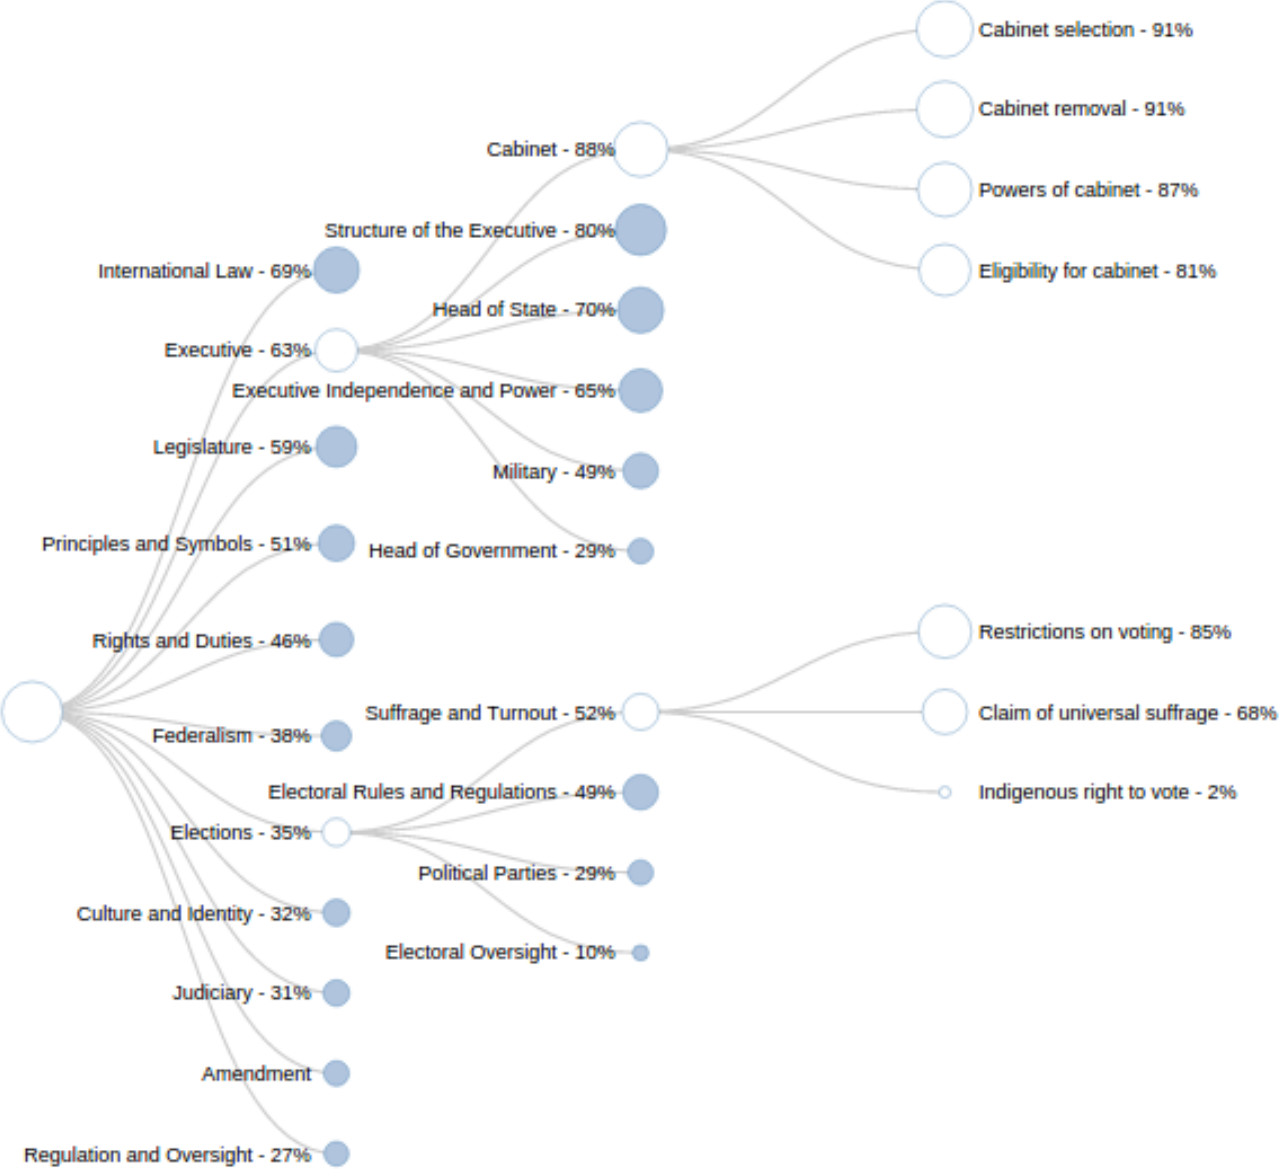 Cabinet selection - 91%
Cabinet removal - 91%
Cabinet - 88%
Powers of cabinet - 87%
Structure of the Executive - 80%
International Law - 69%
Eligibility for cabinet - 81%
Head of State - 70%
Executive - 63%
Executive Independence and Power - 65%
Legislature - 59%
Military - 49%
Principles and Symbols - 51%
Head of Government - 29%
Restrictions on voting - 85%
Rights and Duties - 46%
Suffrage and Turnout - 52%
Claim of universal suffrage - 68%
Federalism - 38%
Electoral Rules and Regulations - 49%
Indigenous right to vote - 2%
Elections - 35%
Political Parties - 29%
Culture and Identity - 32%
Electoral Oversight - 10%
Judiciary - 31%
Amendment
Regulation and Oversight - 27%